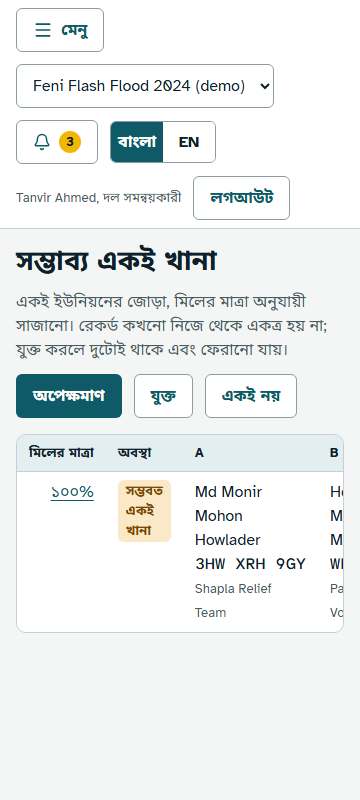 মেনু
Feni Flash Flood 2024 (demo)
3
বাংলা EN
Tanvir Ahmed, দল সমন্বয়কারী লগআউট
সম্ভাব্য একই খানা
একই ইউনিয়নের জোড়া, মিলের মাত্রা অনুযায়ী
সাজানো। রেকর্ড কখনো নিজে থেকে একত্র হয় না;
যুক্ত করলে দুটোই থাকে এবং ফেরানো যায়।
অপেক্ষমাণ যুক্ত একই নয়
মিলের মাত্রা অবস্থা A B
১০০%
সম্ভবত
একই
খানা
Md Monir
Mohon
Howlader
3HW XRH 9GY
Shapla Relief
Team